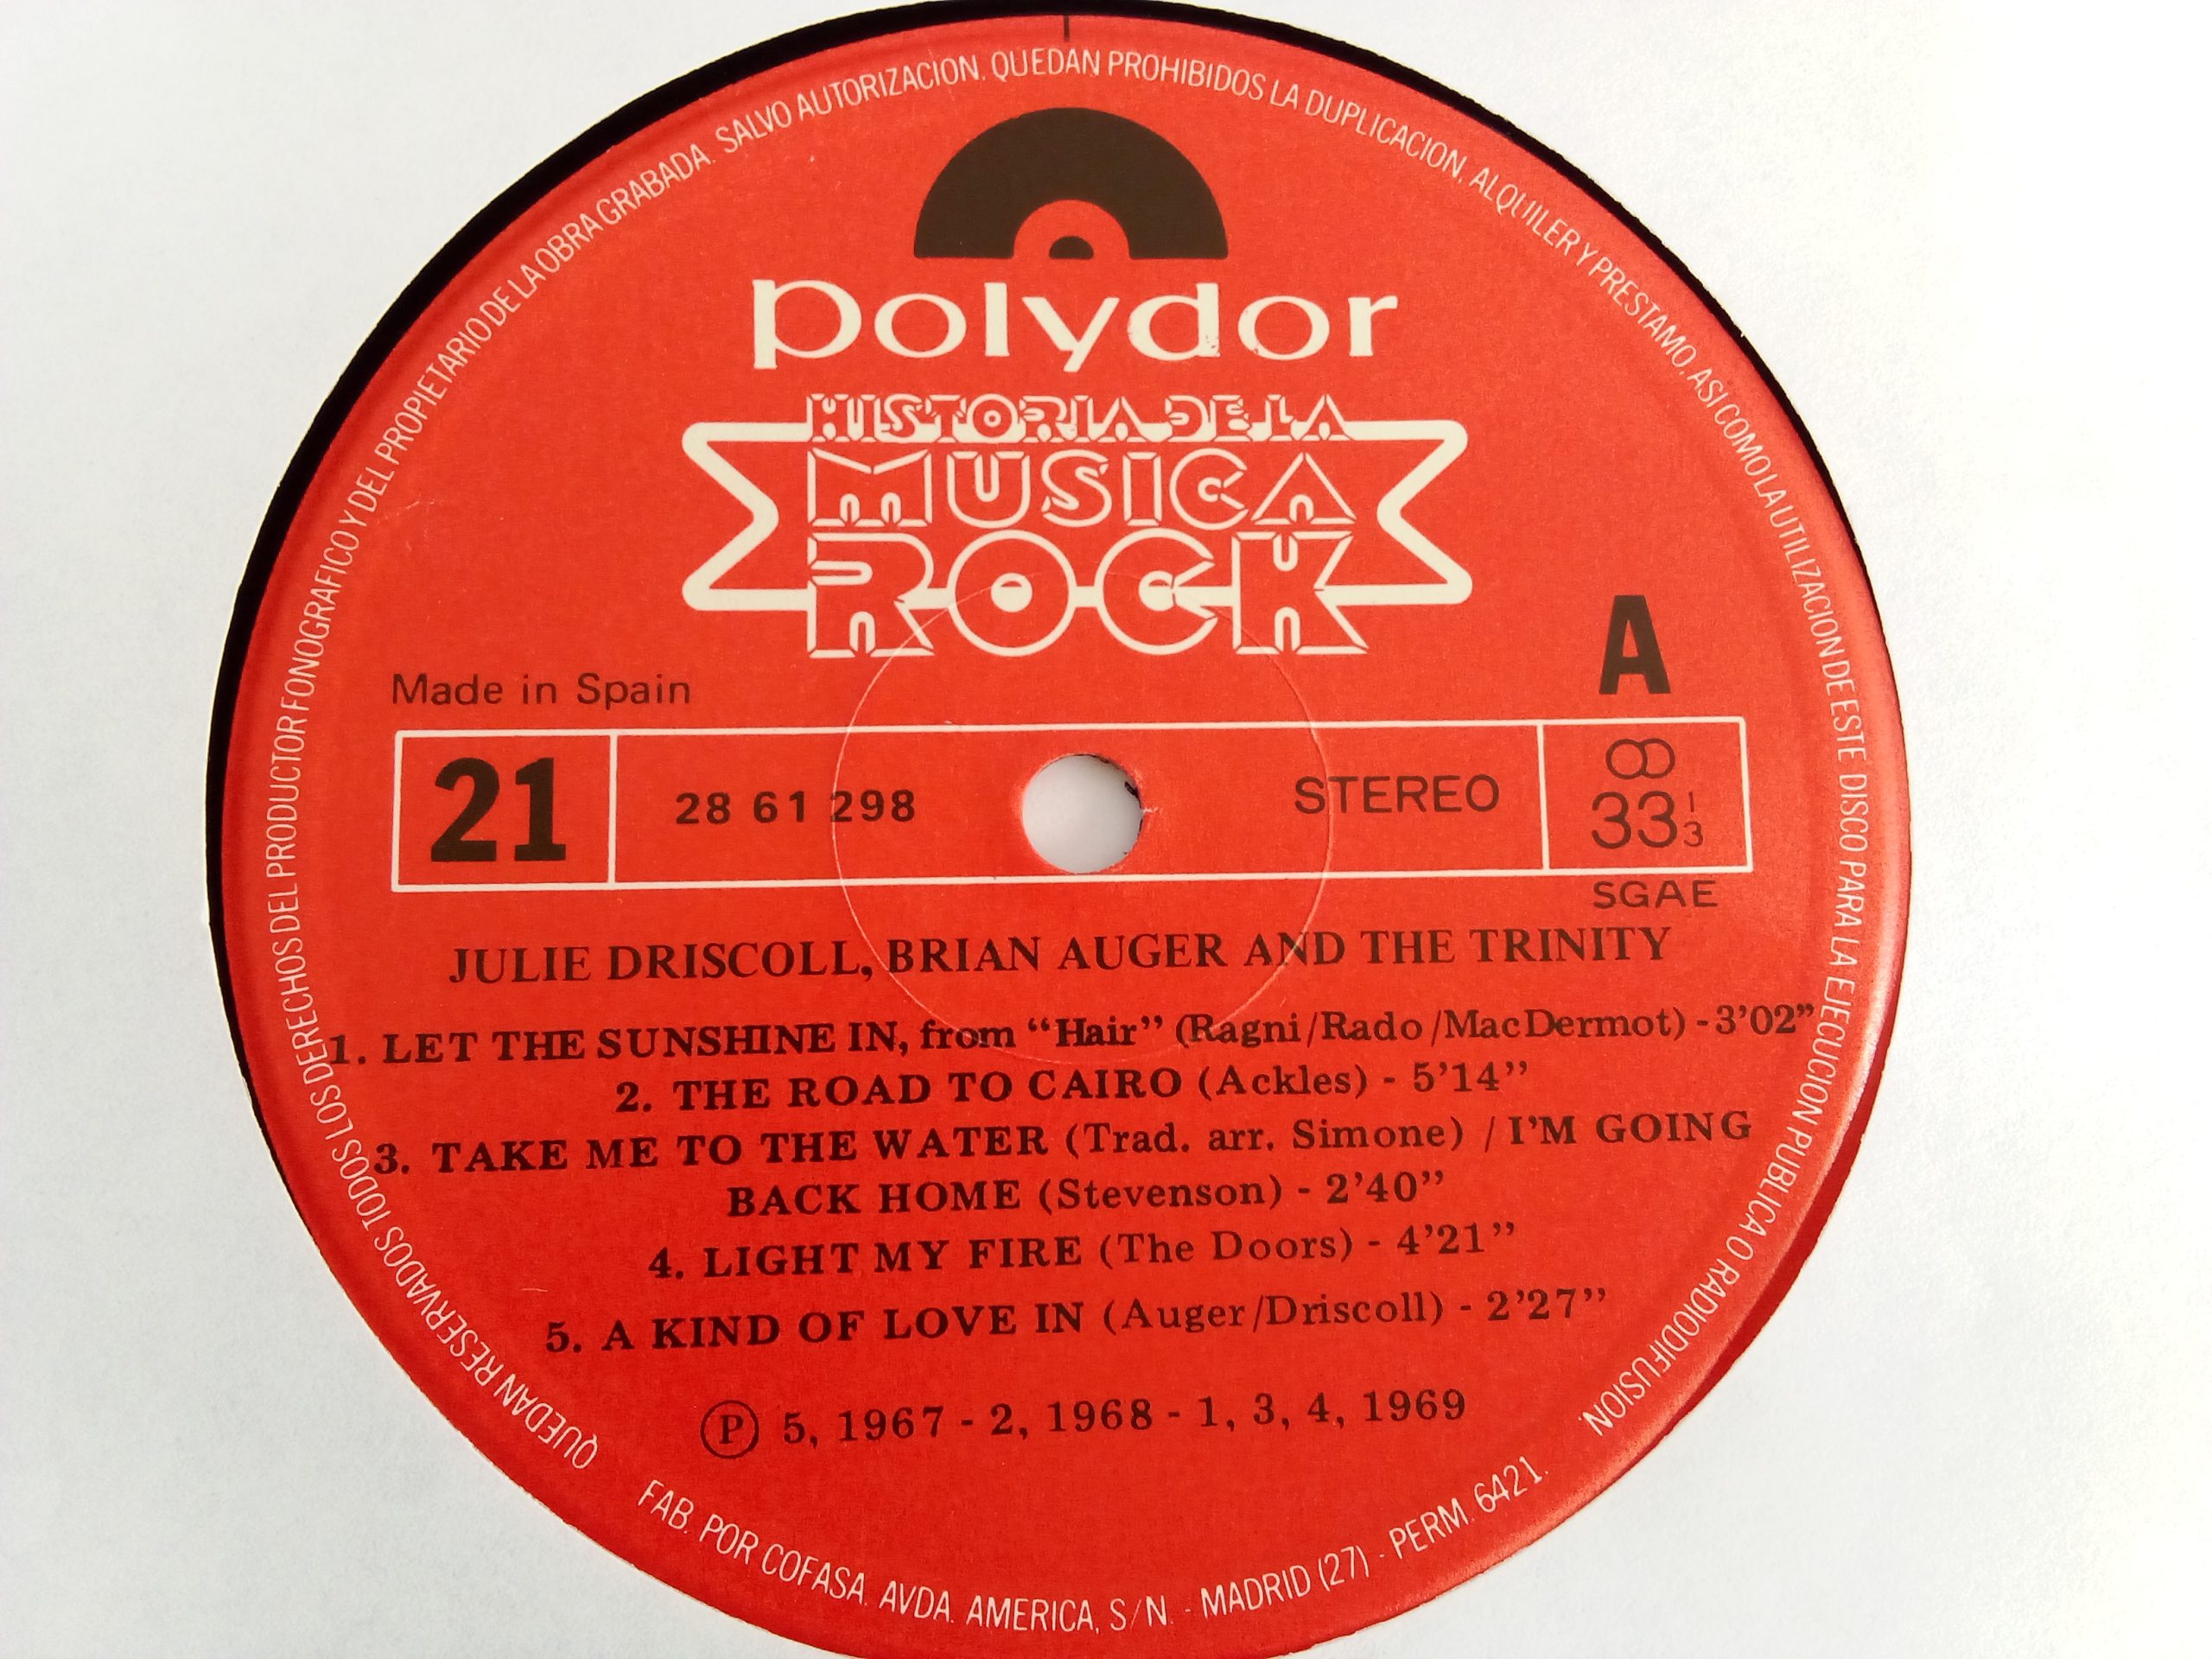 QUEDAN RESERVADOS TODOS LOS DERECHOS DEL PRODUCTOR FONOGRAFICO Y DEL PROPIETARIO DE LA OBRA GRABADA. SALVO AUTORIZACION. QUEDAN PROHIBIDOS LA DUPLICACION. ALQUILER Y PRESTAMO. ASI COMO LA UTILIZACION DE ESTE DISCO PARA LA EJECUCION PUBLICA O RADIODIFUSION.
polydor
HISTORIA DE LA
MUSICA
ROCK
A
Made in Spain
21
28 61 298
STEREO
33 1/3
SGAE
JULIE DRISCOLL, BRIAN AUGER AND THE TRINITY
1. LET THE SUNSHINE IN, from “Hair” (Ragni/Rado/MacDermot) - 3’02”
2. THE ROAD TO CAIRO (Ackles) - 5’14”
3. TAKE ME TO THE WATER (Trad. arr. Simone) / I’M GOING
BACK HOME (Stevenson) - 2’40”
4. LIGHT MY FIRE (The Doors) - 4’21”
5. A KIND OF LOVE IN (Auger/Driscoll) - 2’27”
Ⓟ 5, 1967 - 2, 1968 - 1, 3, 4, 1969
FAB. POR COFASA. AVDA. AMERICA, S/N. - MADRID (27) - PERM. 6421.